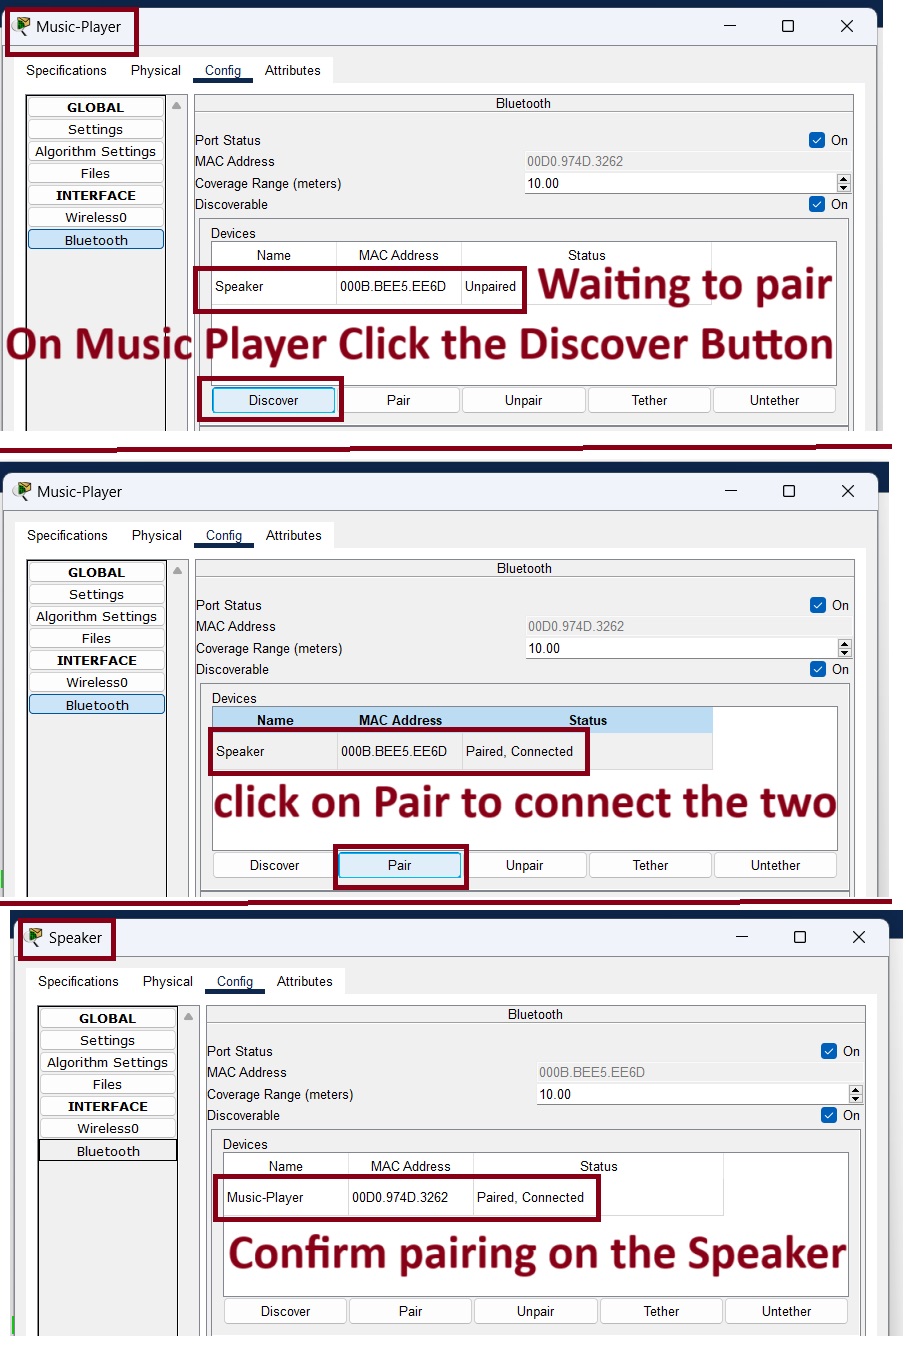 Music-Player
Specifications Physical Config Attributes
GLOBAL
Settings
Algorithm Settings
Files
INTERFACE
Wireless0
Bluetooth
Bluetooth
Port Status On
MAC Address 00D0.974D.3262
Coverage Range (meters) 10.00
Discoverable On
Devices
Name MAC Address Status
Speaker 000B.BEE5.EE6D Unpaired
Waiting to pair
On Music Player Click the Discover Button
Discover Pair Unpair Tether Untether
Music-Player
Specifications Physical Config Attributes
GLOBAL
Settings
Algorithm Settings
Files
INTERFACE
Wireless0
Bluetooth
Bluetooth
Port Status On
MAC Address 00D0.974D.3262
Coverage Range (meters) 10.00
Discoverable On
Devices
Name MAC Address Status
Speaker 000B.BEE5.EE6D Paired, Connected
click on Pair to connect the two
Discover Pair Unpair Tether Untether
Speaker
Specifications Physical Config Attributes
GLOBAL
Settings
Algorithm Settings
Files
INTERFACE
Wireless0
Bluetooth
Bluetooth
Port Status On
MAC Address 000B.BEE5.EE6D
Coverage Range (meters) 10.00
Discoverable On
Devices
Name MAC Address Status
Music-Player 00D0.974D.3262 Paired, Connected
Confirm pairing on the Speaker
Discover Pair Unpair Tether Untether